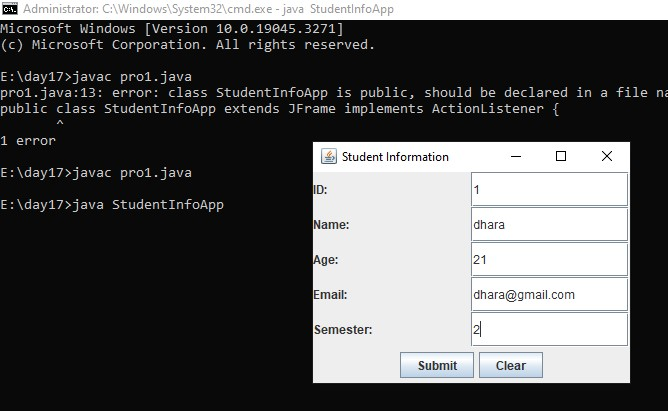 Administrator: C:\Windows\System32\cmd.exe - java StudentInfoApp
Microsoft Windows [Version 10.0.19045.3271]
(c) Microsoft Corporation. All rights reserved.
E:\day17>javac pro1.java
pro1.java:13: error: class StudentInfoApp is public, should be declared in a file na
public class StudentInfoApp extends JFrame implements ActionListener {
^
1 error
E:\day17>javac pro1.java
E:\day17>java StudentInfoApp
Student Information
ID: 1
Name: dhara
Age: 21
Email: dhara@gmail.com
Semester: 2
Submit Clear